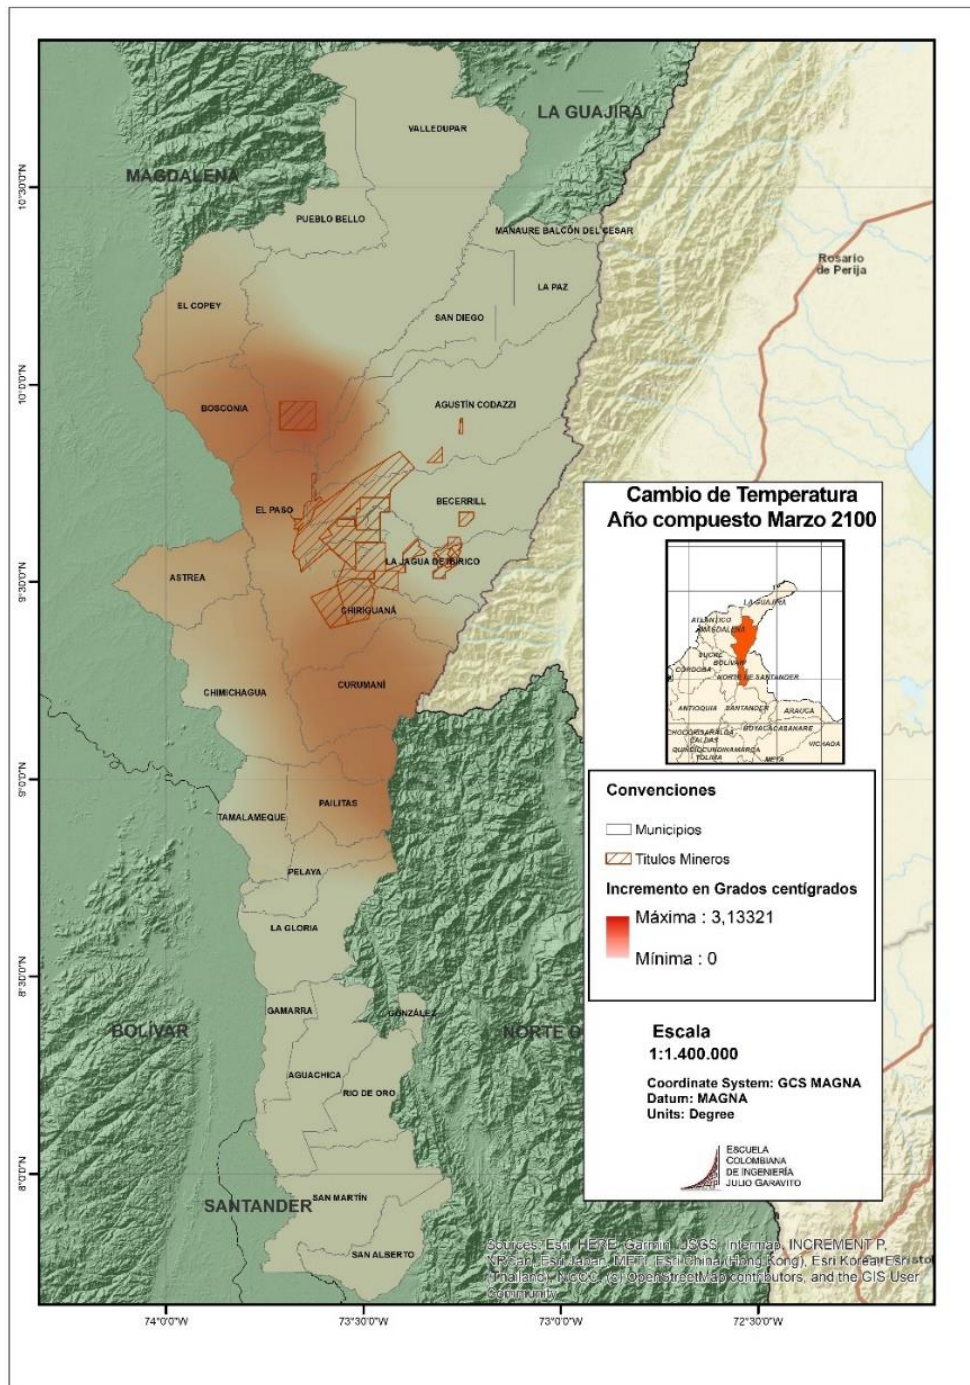 LA GUAJIRA
VALLEDUPAR
MAGDALENA
PUEBLO BELLO
MANAURE BALCÓN DEL CESAR
Rosario
de Perija
LA PAZ
EL COPEY
SAN DIEGO
BOSCONIA
AGUSTÍN CODAZZI
BECERRILL
EL PASO
LA JAGUA DE IBIRICO
ASTREA
CHIRIGUANÁ
CURUMANÍ
CHIMICHAGUA
PAILITAS
TAMALAMEQUE
PELAYA
LA GLORIA
GAMARRA
GONZÁLEZ
BOLÍVAR
NORTE D
AGUACHICA
RIO DE ORO
SANTANDER
SAN MARTÍN
SAN ALBERTO
10°30'0"N
10°0'0"N
9°30'0"N
9°0'0"N
8°30'0"N
8°0'0"N
74°0'0"W
73°30'0"W
73°0'0"W
72°30'0"W
Cambio de Temperatura
Año compuesto Marzo 2100
LA GUAJIRA
ATLÁNTICO
MAGDALENA
SUCRE
BOLÍVAR
CÓRDOBA
NORTE DE SANTANDER
ANTIOQUIA
SANTANDER
ARAUCA
BOYACÁ
CASANARE
CALDAS
CUNDINAMARCA
VICHADA
TOLIMA
META
Convenciones
Municipios
Titulos Mineros
Incremento en Grados centígrados
Máxima : 3,13321
Mínima : 0
Escala
1:1.400.000
Coordinate System: GCS MAGNA
Datum: MAGNA
Units: Degree
ESCUELA
COLOMBIANA
DE INGENIERÍA
JULIO GARAVITO
Sources: Esri, HERE, Garmin, USGS, Intermap, INCREMENT P,
NRCan, Esri Japan, METI, Esri China (Hong Kong), Esri Korea, Esri
(Thailand), NGCC, (c) OpenStreetMap contributors, and the GIS User
Community